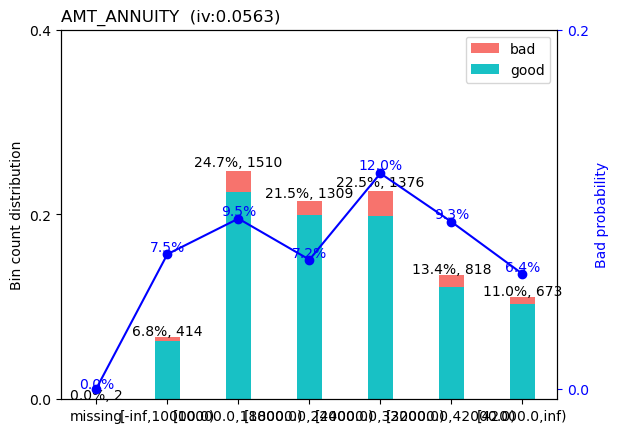 AMT_ANNUITY (iv:0.0563)
bad
good
Bin count distribution
Bad probability
0.4
0.2
0.0
0.2
0.0
0.0%
0.0%, 2
7.5%
6.8%, 414
24.7%, 1510
9.5%
21.5%, 1309
7.2%
12.0%
22.5%, 1376
9.3%
13.4%, 818
6.4%
11.0%, 673
missing
[42000.0,inf)